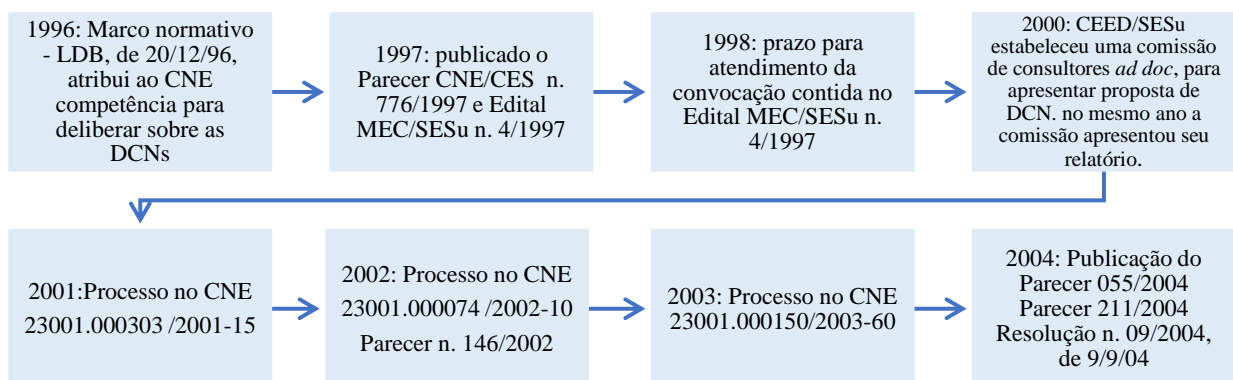 1996: Marco normativo
- LDB, de 20/12/96,
atribui ao CNE
competência para
deliberar sobre as
DCNs
1997: publicado o
Parecer CNE/CES n.
776/1997 e Edital
MEC/SESu n. 4/1997
1998: prazo para
atendimento da
convocação contida no
Edital MEC/SESu n.
4/1997
2000: CEED/SESu
estabeleceu uma comissão
de consultores ad doc, para
apresentar proposta de
DCN. no mesmo ano a
comissão apresentou seu
relatório.
2001:Processo no CNE
23001.000303 /2001-15
2002: Processo no CNE
23001.000074 /2002-10
Parecer n. 146/2002
2003: Processo no CNE
23001.000150/2003-60
2004: Publicação do
Parecer 055/2004
Parecer 211/2004
Resolução n. 09/2004,
de 9/9/04